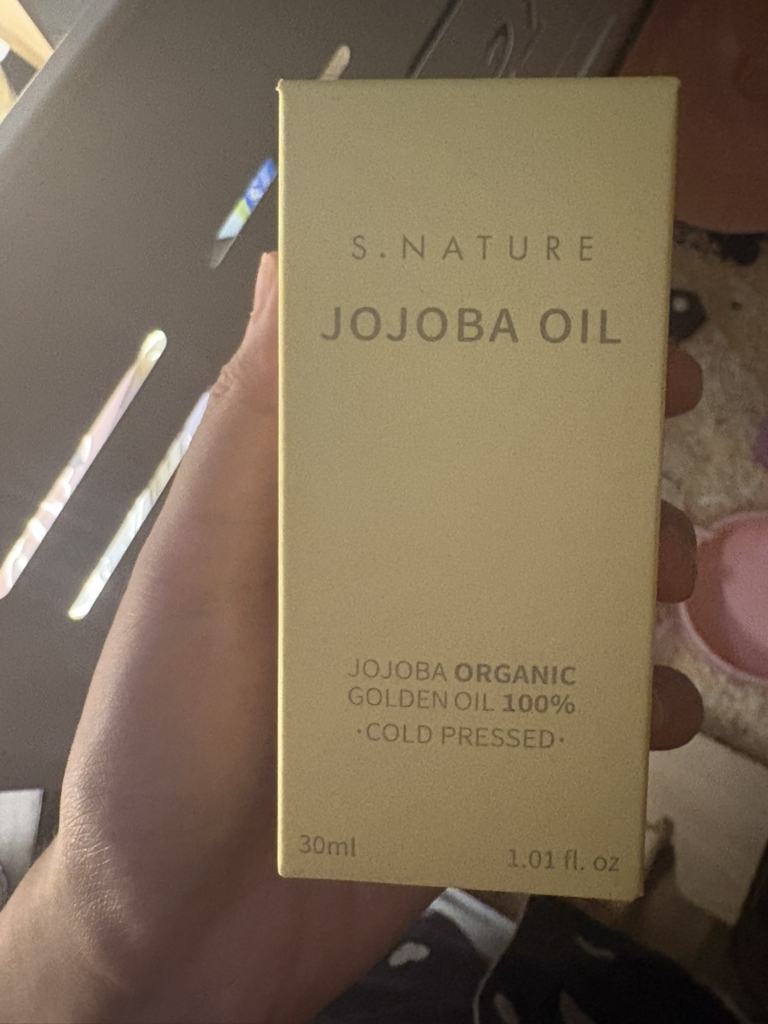 S.NATURE
JOJOBA OIL
JOJOBA ORGANIC
GOLDEN OIL 100%
·COLD PRESSED·
30ml
1.01 fl. oz